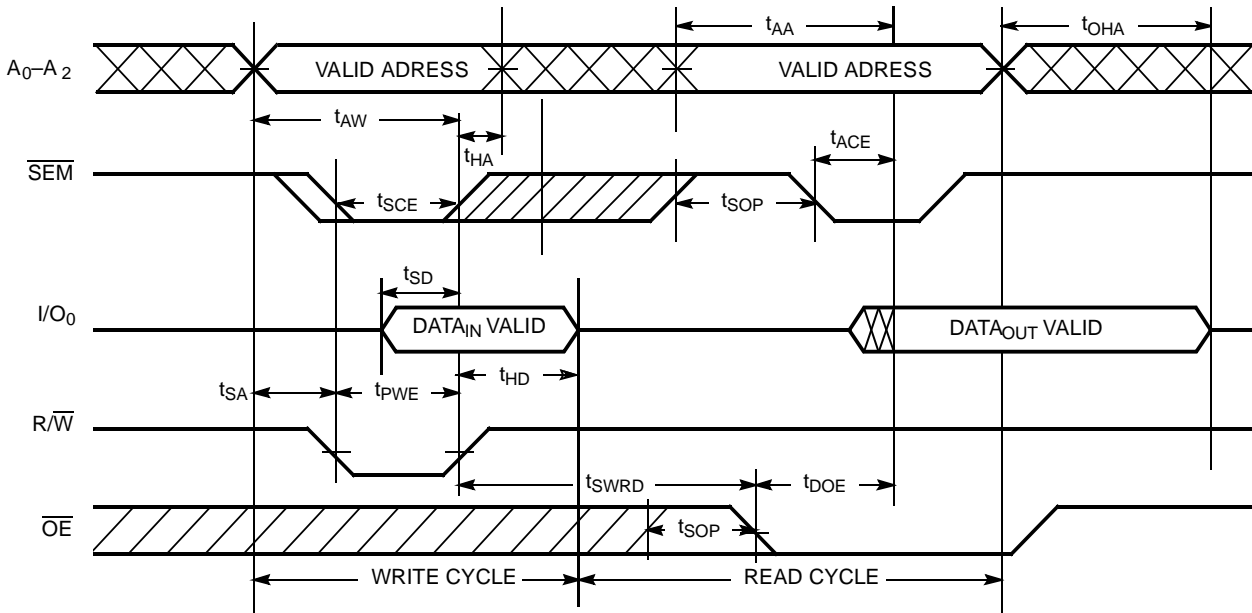 tAA
tOHA
A0–A2
VALID ADRESS
VALID ADRESS
tAW
tHA
tACE
SEM
tSCE
tSOP
tSD
I/O0
DATAIN VALID
DATAOUT VALID
tSA
tPWE
tHD
R/W
tSWRD
tDOE
OE
tSOP
WRITE CYCLE
READ CYCLE